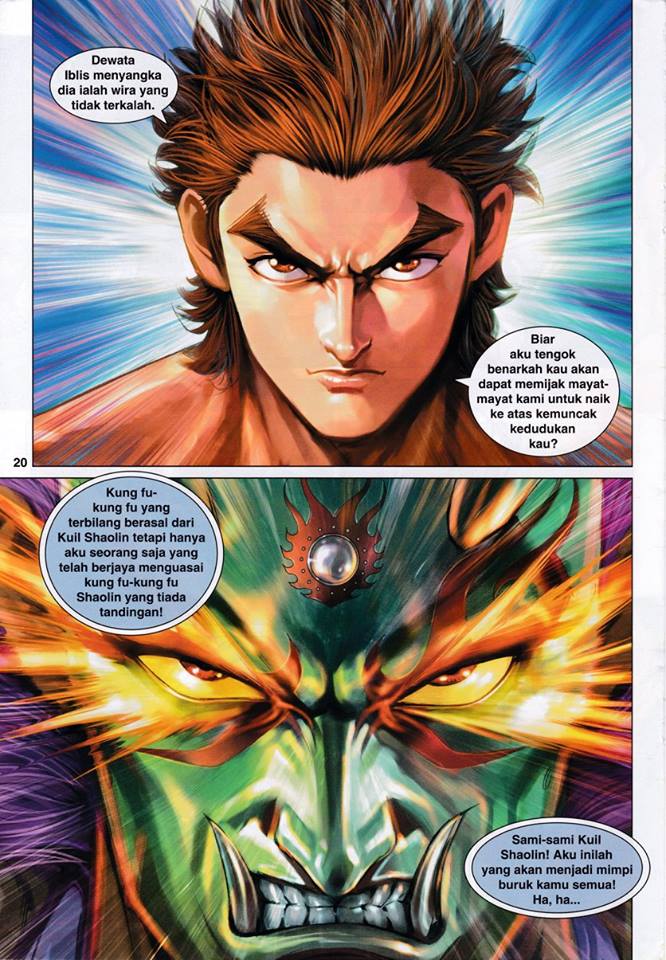 Dewata
Iblis menyangka
dia ialah wira yang
tidak terkalah.
Biar
aku tengok
benarkah kau akan
dapat memijak mayat-
mayat kami untuk naik
ke atas kemuncak
kedudukan
kau?
20
Kung fu-
kung fu yang
terbilang berasal dari
Kuil Shaolin tetapi hanya
aku seorang saja yang
telah berjaya menguasai
kung fu-kung fu
Shaolin yang tiada
tandingan!
Sami-sami Kuil
Shaolin! Aku inilah
yang akan menjadi mimpi
buruk kamu semua!
Ha, ha...